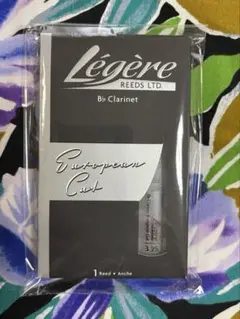 Légère
REEDS LTD.
B♭ Clarinet
European
Cut
1 Reed • Anche